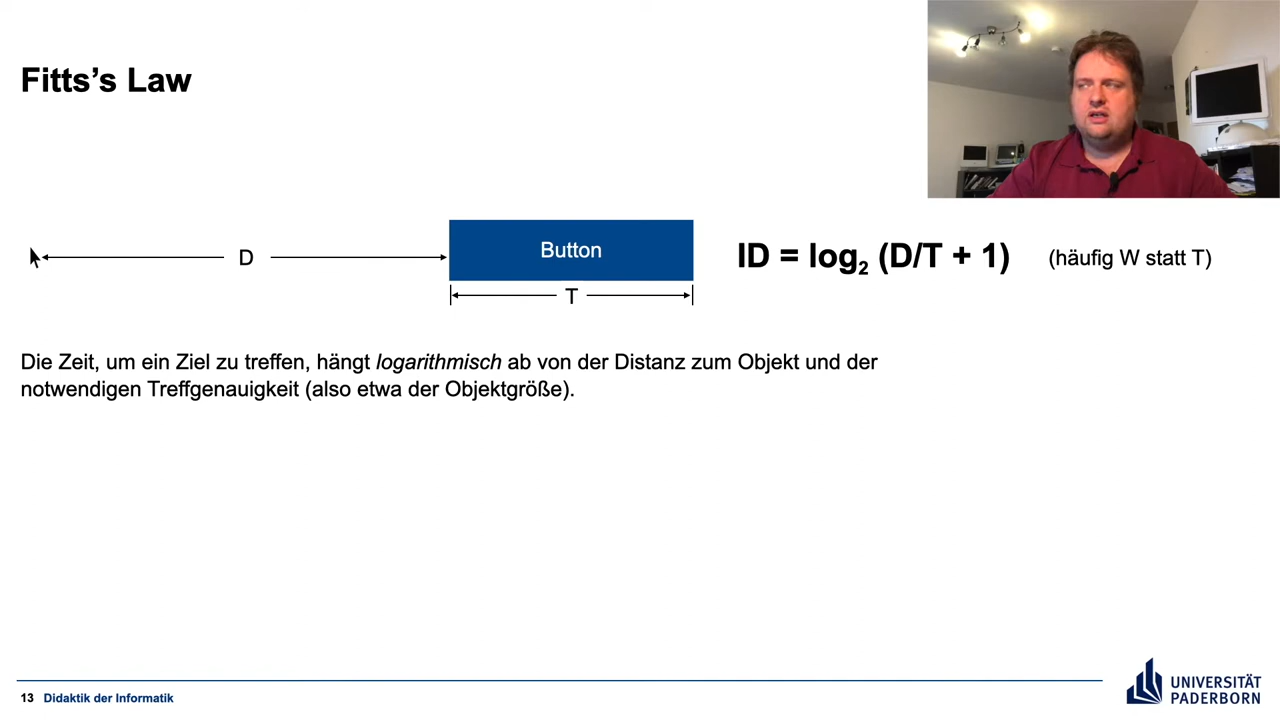 Fitts’s Law
D
Button
T
ID = log₂ (D/T + 1)
(häufig W statt T)
Die Zeit, um ein Ziel zu treffen, hängt logarithmisch ab von der Distanz zum Objekt und der
notwendigen Treffgenauigkeit (also etwa der Objektgröße).
13 Didaktik der Informatik
UNIVERSITÄT
PADERBORN